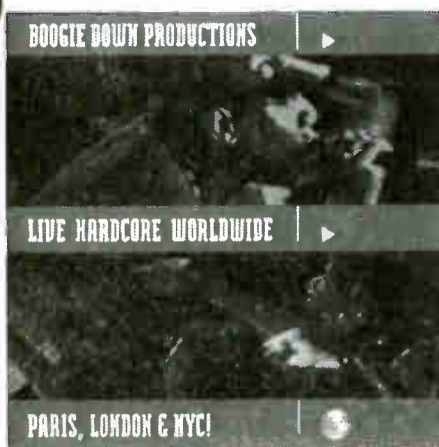 BOOGIE DOWN PRODUCTIONS
LIVE HARDCORE WORLDWIDE
PARIS, LONDON & NYC!